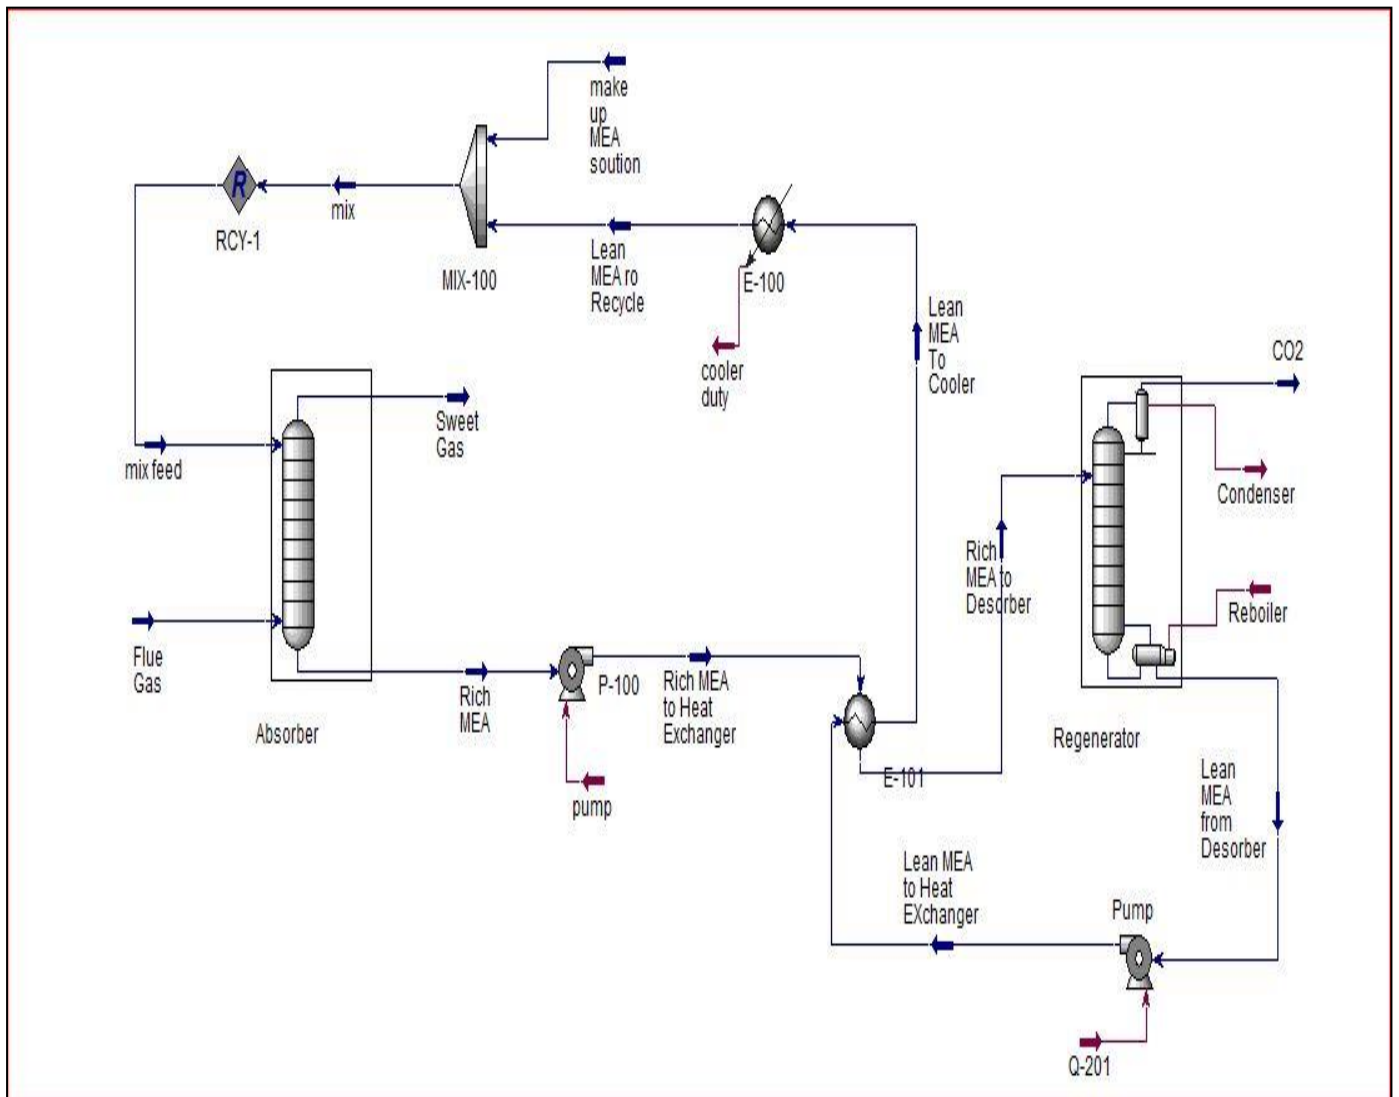 make
up
MEA
soution
R
RCY-1
mix
MIX-100
Lean
MEA ro
Recycle
E-100
cooler
duty
Lean
MEA
To
Cooler
CO2
Sweet
Gas
mix feed
Condenser
Rich
MEA to
Desorber
Reboiler
Flue
Gas
Absorber
Rich
MEA
P-100
pump
Rich MEA
to Heat
Exchanger
E-101
Regenerator
Lean
MEA
from
Desorber
Lean MEA
to Heat
EXchanger
Pump
Q-201